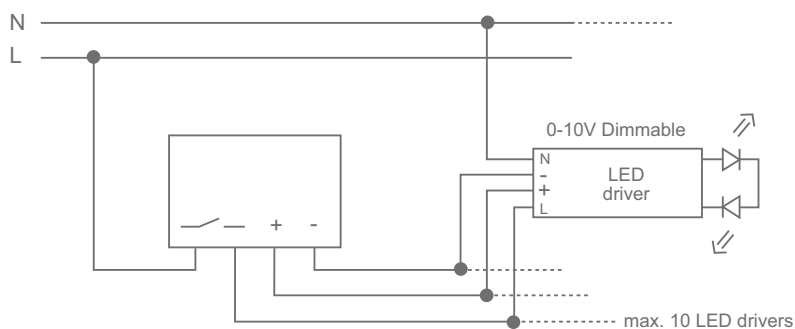 N
L
0-10V Dimmable
N
-
+
L
LED
driver
+ -
max. 10 LED drivers